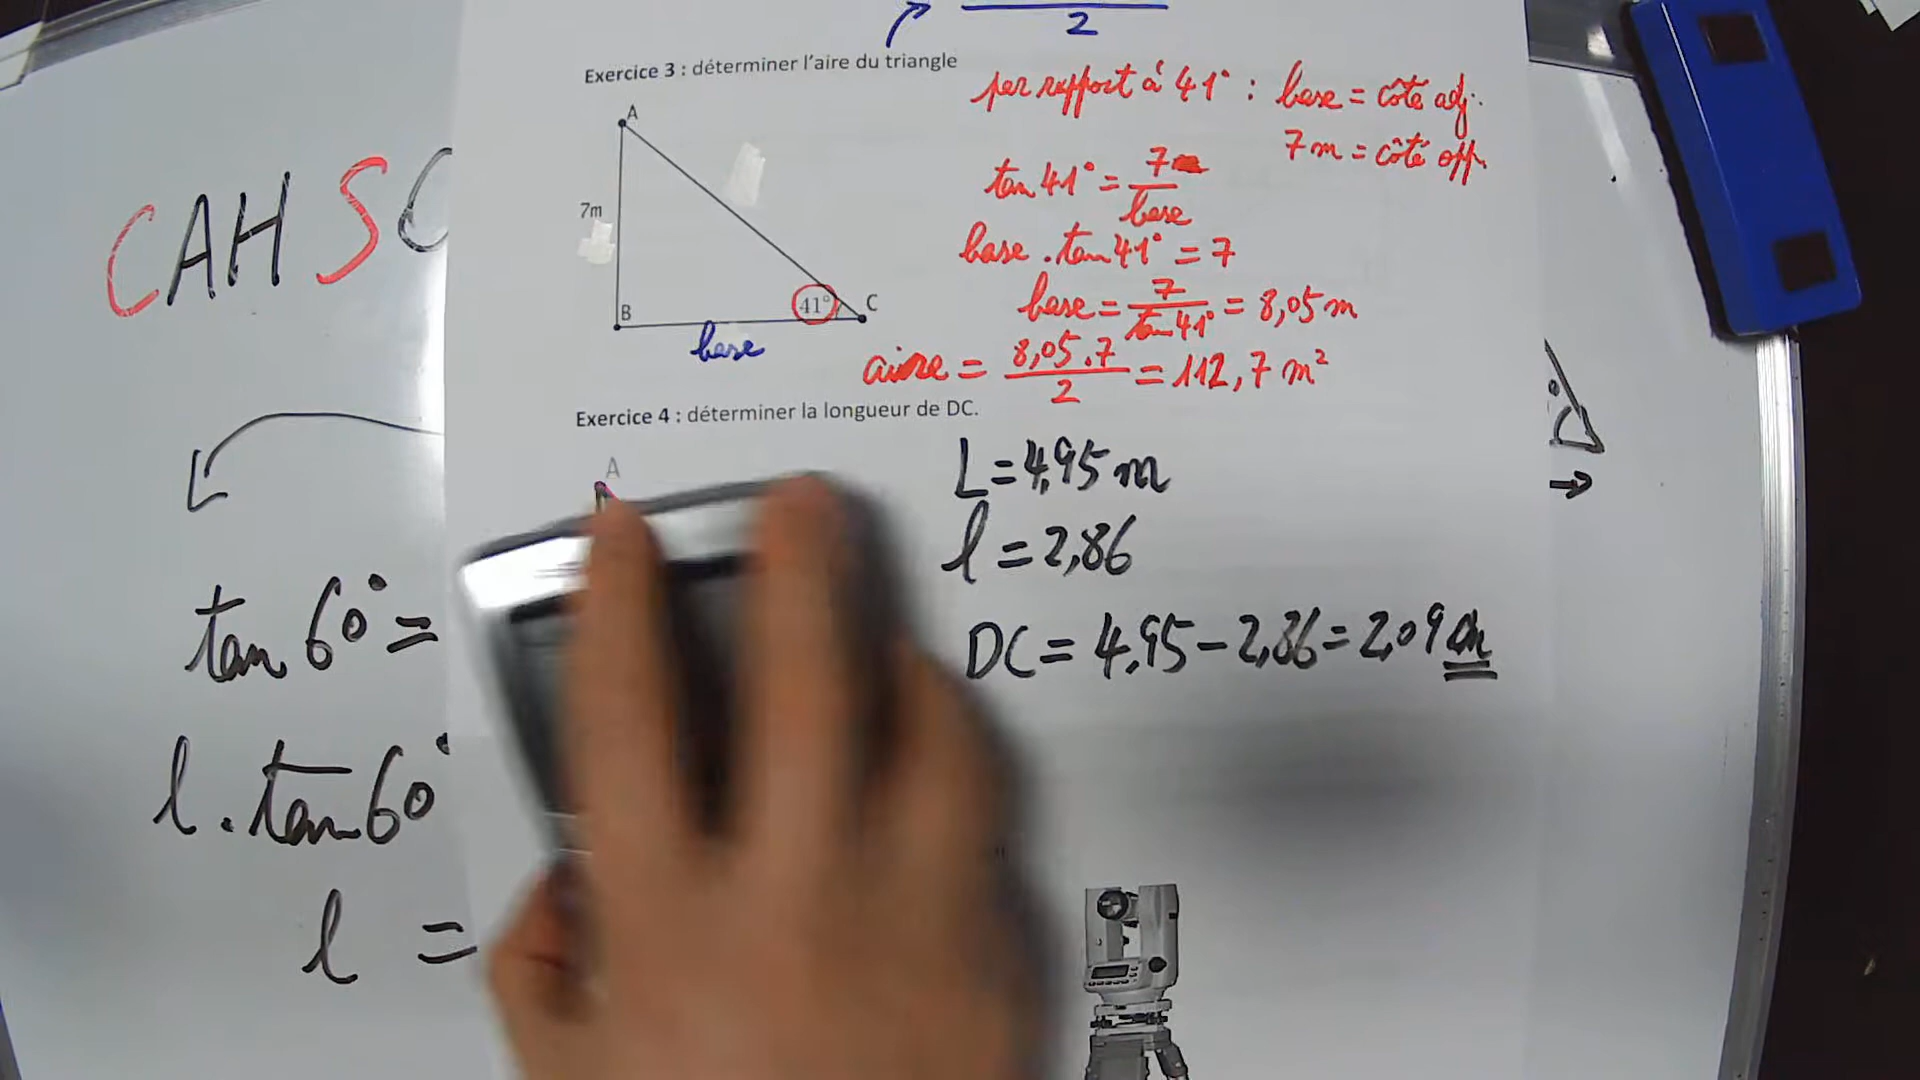 2
Exercice 3 : déterminer l'aire du triangle
A
7m
B
41°
C
base
par rapport à 41° : base = côté adj.
7 m = côté opp.
tan 41° = 7m / base
base . tan 41° = 7
base = 7 / tan 41° = 8,05 m
aire = 8,05 . 7 / 2 = 112,7 m²
Exercice 4 : déterminer la longueur de DC.
A
L = 4,95 m
l = 2,86
DC = 4,95 - 2,86 = 2,09
CAH SO
tan 60° =
l . tan 60°
l =